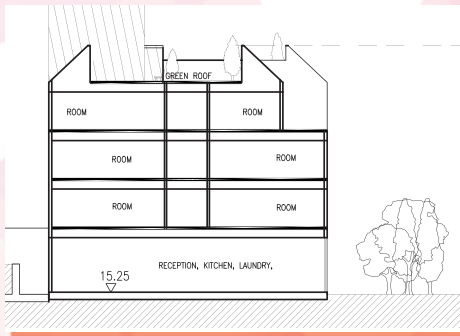 GREEN ROOF
ROOM ROOM
ROOM ROOM
ROOM ROOM
RECEPTION, KITCHEN, LAUNDRY,
15.25